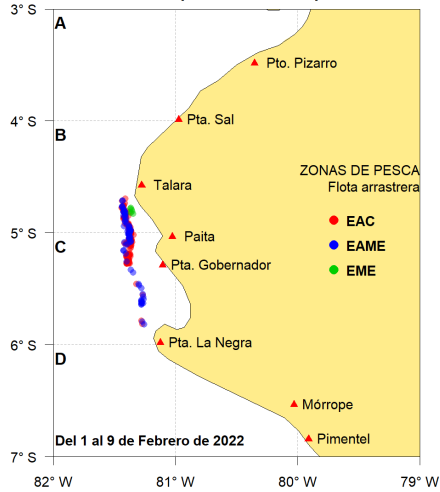 3° S
A
Pto. Pizarro
4° S
Pta. Sal
B
ZONAS DE PESCA
Flota arrastrera
Talara
EAC
5° S
Paita
EAME
C
Pta. Gobernador
EME
6° S
Pta. La Negra
D
Mórrope
Del 1 al 9 de Febrero de 2022
Pimentel
7° S
82° W
81° W
80° W
79° W